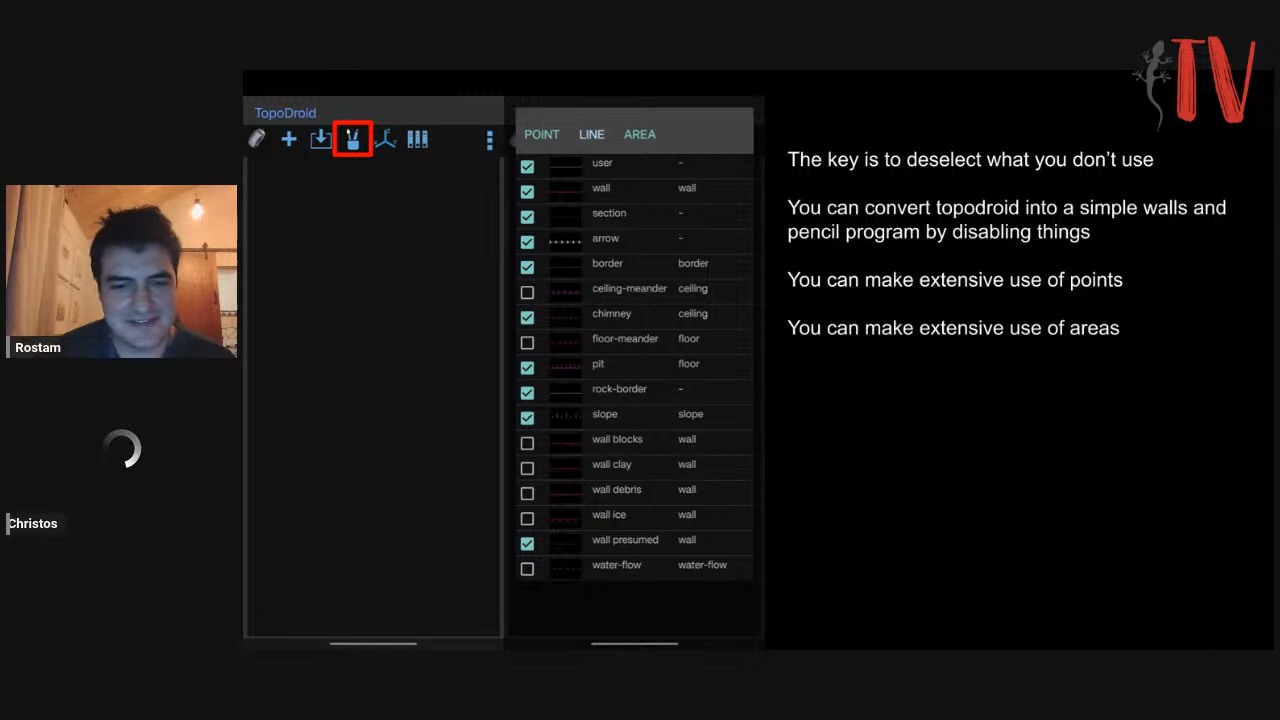 TV
TopoDroid
POINT LINE AREA
user -
wall wall
section -
arrow -
border border
ceiling-meander ceiling
chimney ceiling
floor-meander floor
pit floor
rock-border -
slope slope
wall blocks wall
wall clay wall
wall debris wall
wall ice wall
wall presumed wall
water-flow water-flow
The key is to deselect what you don't use
You can convert topodroid into a simple walls and
pencil program by disabling things
You can make extensive use of points
You can make extensive use of areas
Rostam
Christos